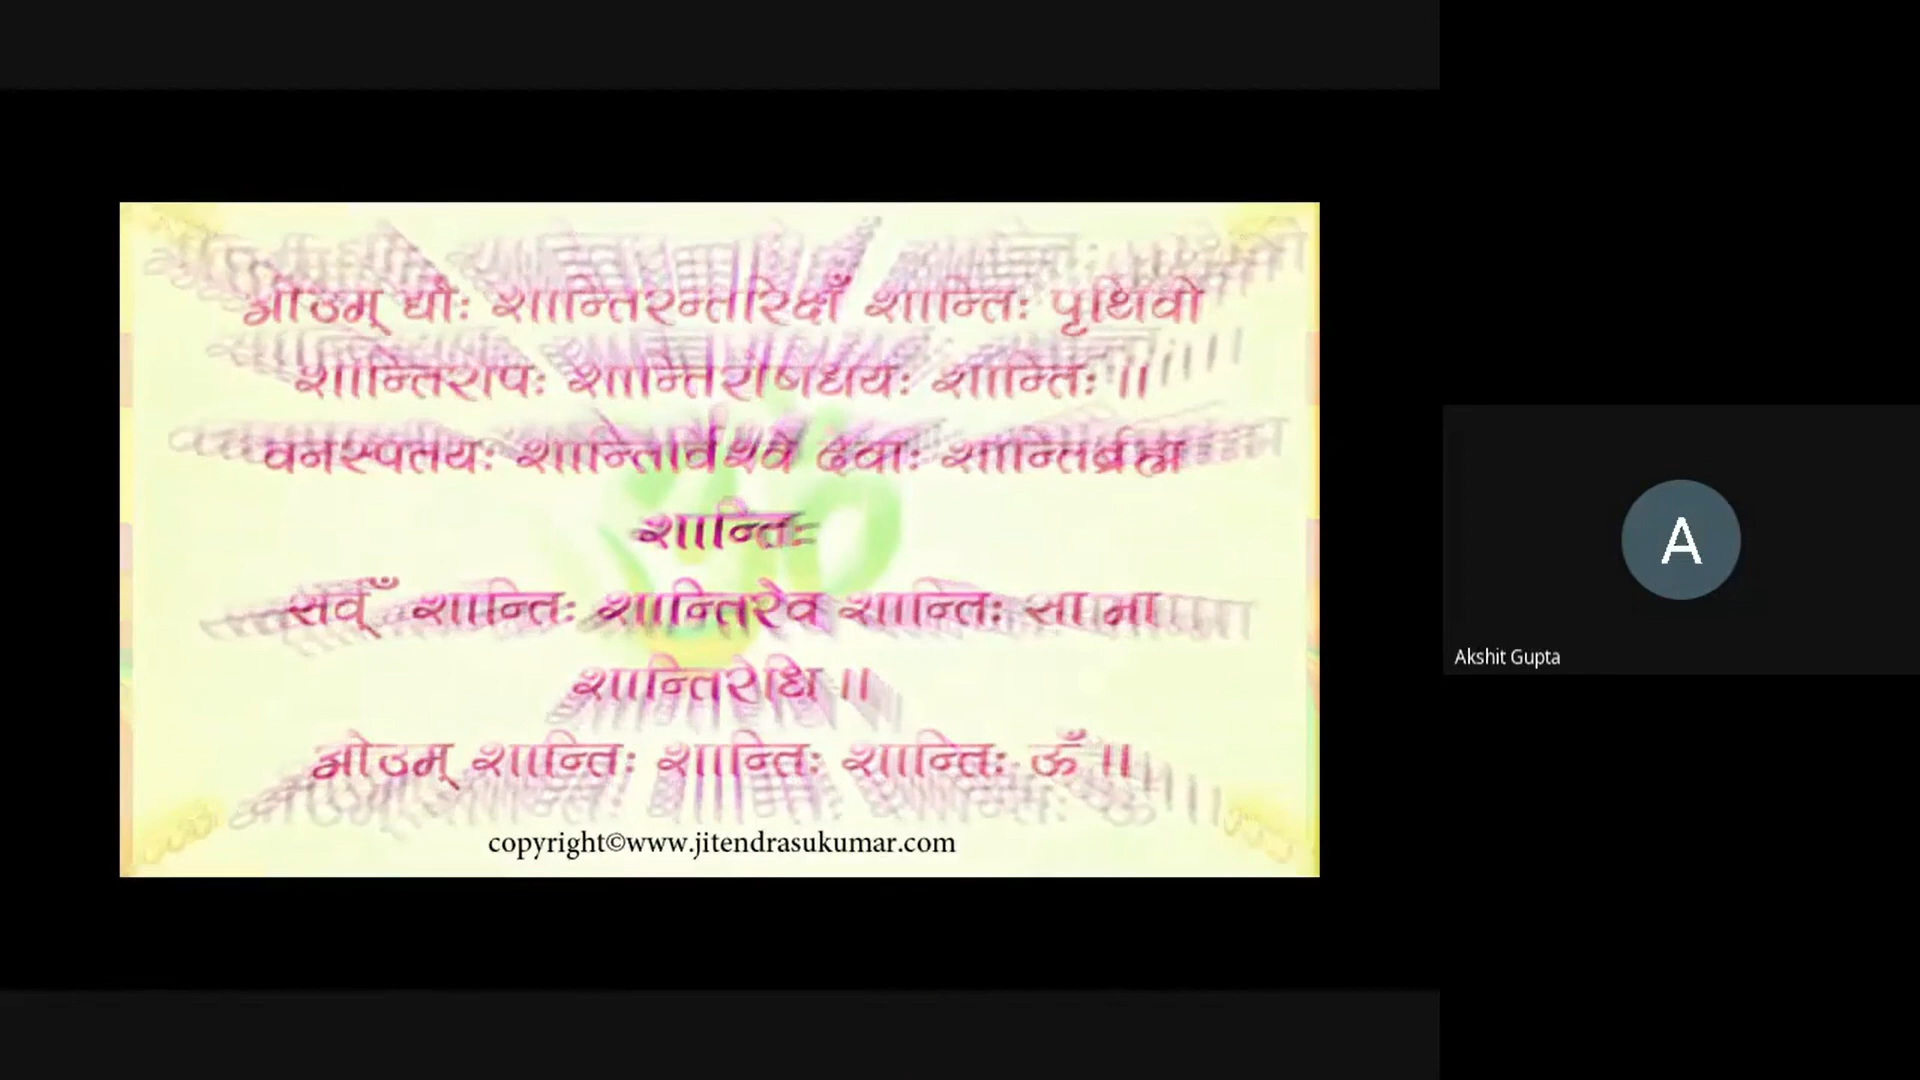 ओ३म् द्यौः शान्तिरन्तरिक्षँ शान्तिः पृथिवी
शान्तिरापः शान्तिरोषधयः शान्तिः ।।
वनस्पतयः शान्तिर्विश्वे देवाः शान्तिर्ब्रह्म
शान्तिः
सर्वँ शान्तिः शान्तिरेव शान्तिः सा मा
शान्तिरेधि ।।
ओ३म् शान्तिः शान्तिः शान्तिः ॐ ।।
copyright©www.jitendrasukumar.com
A
Akshit Gupta